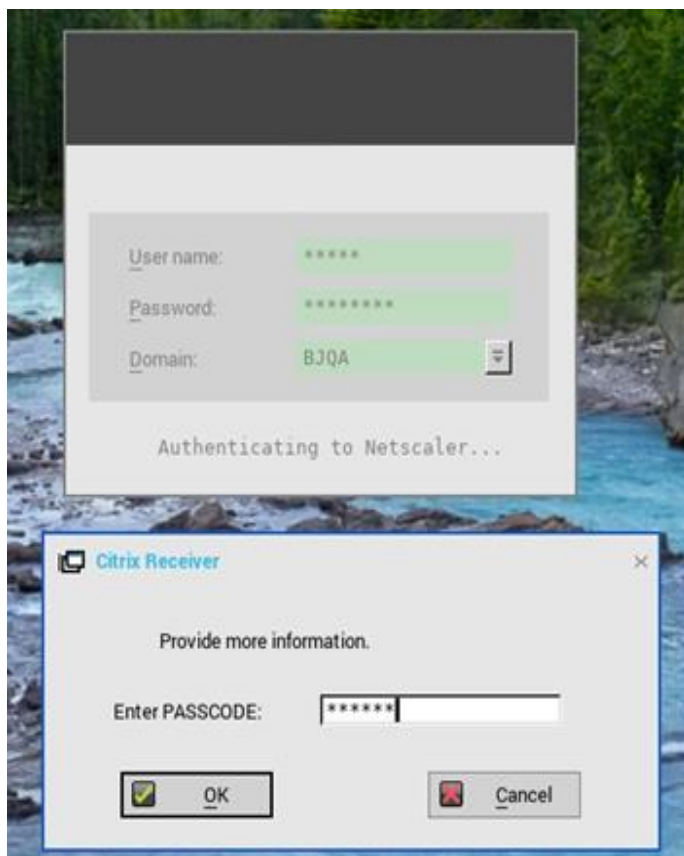 User name: *****
Password: ********
Domain: BJQA
Authenticating to Netscaler...
Citrix Receiver
Provide more information.
Enter PASSCODE: ******
OK Cancel